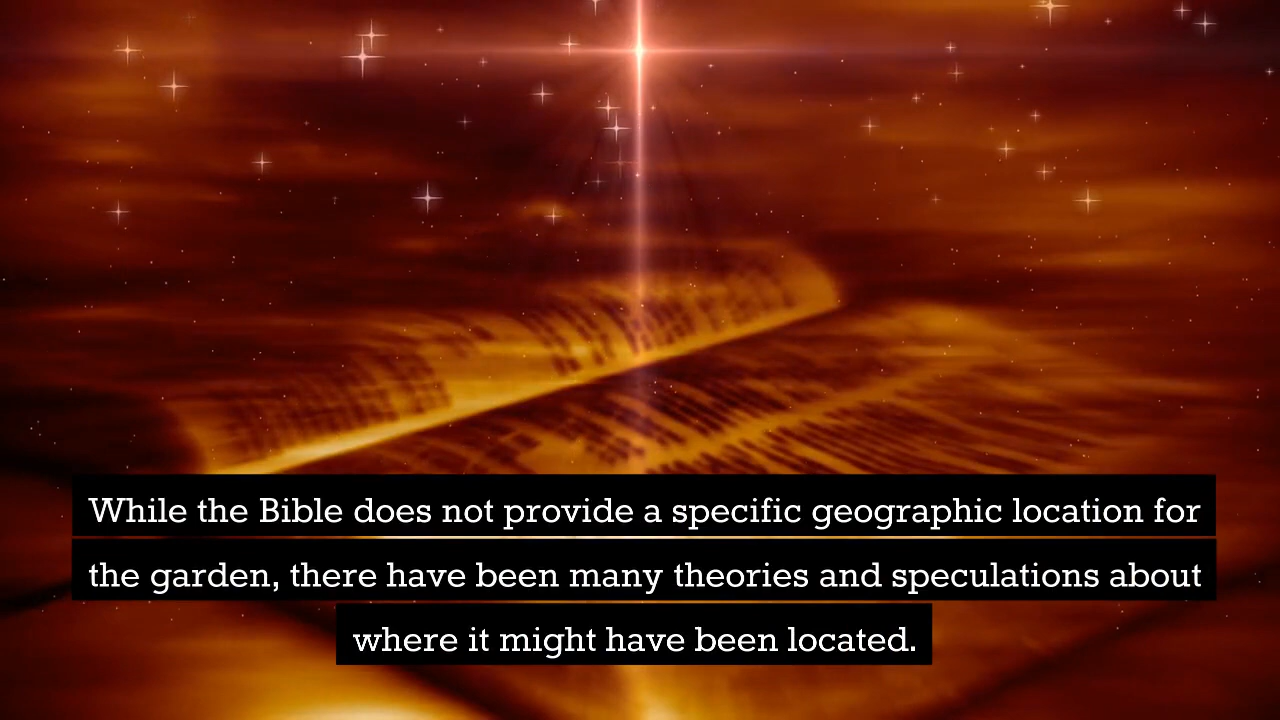 While the Bible does not provide a specific geographic location for
the garden, there have been many theories and speculations about
where it might have been located.